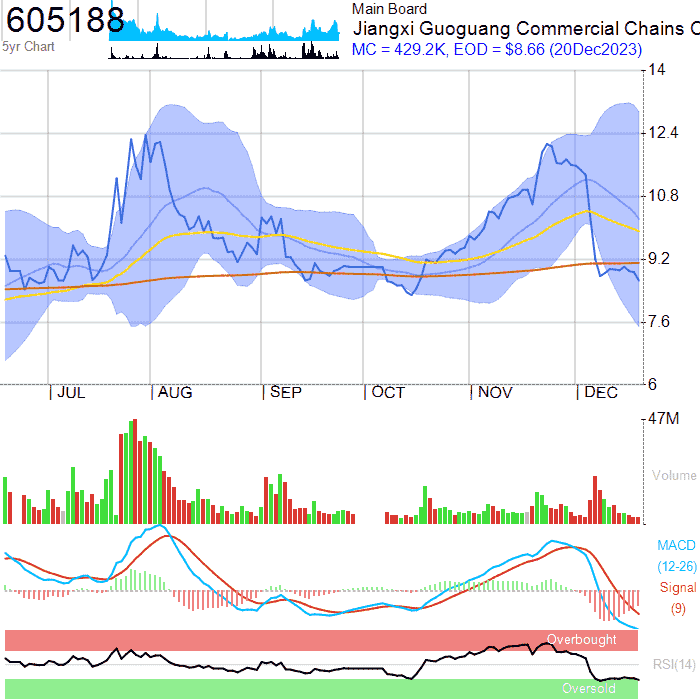 605188
5yr Chart
Main Board
Jiangxi Guoguang Commercial Chains C
MC = 429.2K, EOD = $8.66 (20Dec2023)
14
12.4
10.8
9.2
7.6
6
JUL AUG SEP OCT NOV DEC
47M
Volume
MACD
(12-26)
Signal
(9)
Overbought
RSI(14)
Oversold